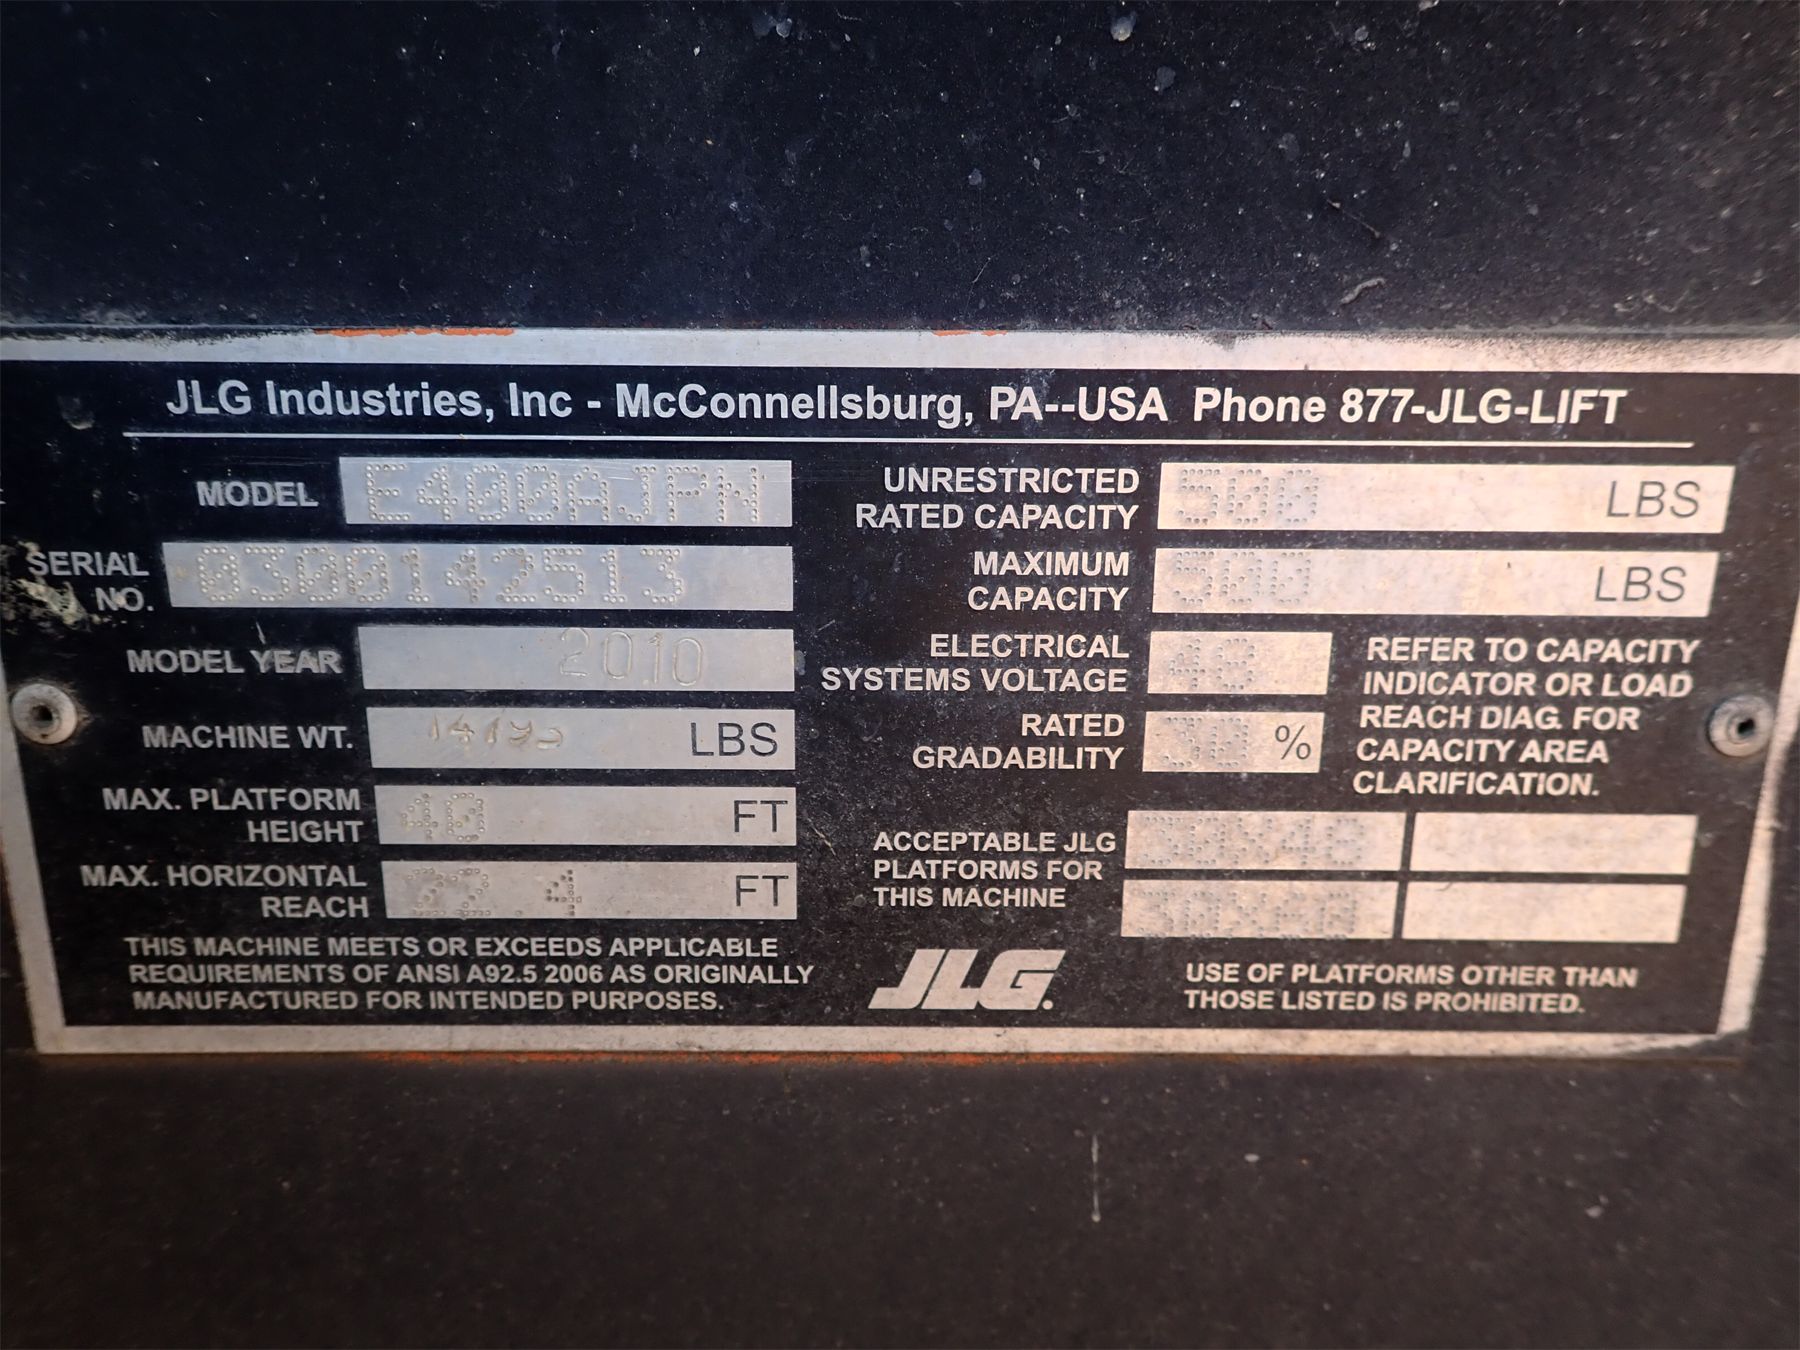 JLG Industries, Inc - McConnellsburg, PA--USA Phone 877-JLG-LIFT
MODEL E400AJPN
SERIAL NO. 0300142513
MODEL YEAR 2010
MACHINE WT. LBS
MAX. PLATFORM HEIGHT 40 FT
MAX. HORIZONTAL REACH 22.4 FT
THIS MACHINE MEETS OR EXCEEDS APPLICABLE
REQUIREMENTS OF ANSI A92.5 2006 AS ORIGINALLY
MANUFACTURED FOR INTENDED PURPOSES.
UNRESTRICTED
RATED CAPACITY 500 LBS
MAXIMUM
CAPACITY 500 LBS
ELECTRICAL
SYSTEMS VOLTAGE 48
RATED
GRADABILITY 30 %
REFER TO CAPACITY
INDICATOR OR LOAD
REACH DIAG. FOR
CAPACITY AREA
CLARIFICATION.
ACCEPTABLE JLG
PLATFORMS FOR
THIS MACHINE
30X48
JLG
USE OF PLATFORMS OTHER THAN
THOSE LISTED IS PROHIBITED.